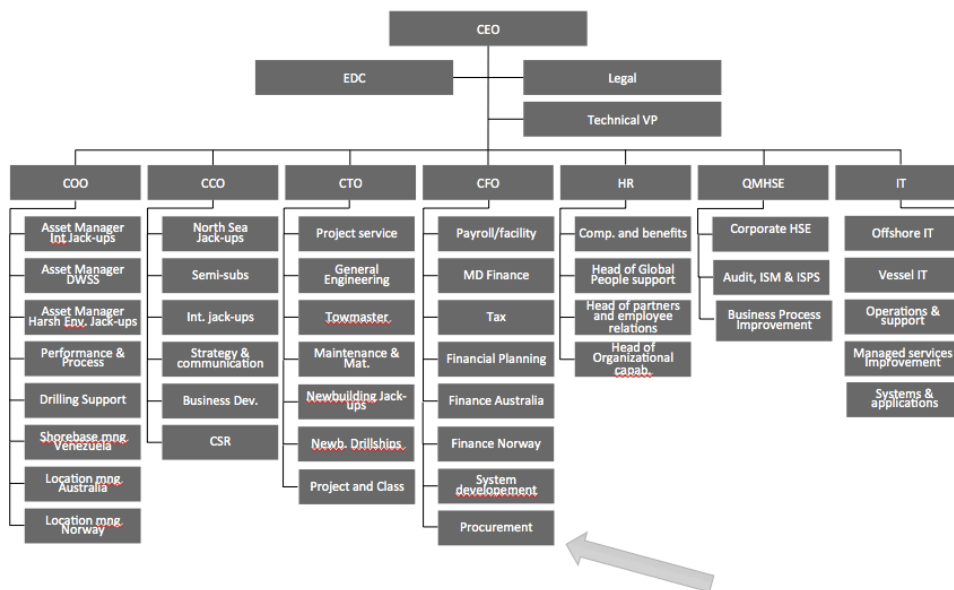 CEO
EDC
Legal
Technical VP
COO
CCO
CTO
CFO
HR
QMHSE
IT
Asset Manager
Int Jack-ups
Asset Manager
DWSS
Asset Manager
Harsh Env. Jack-ups
Performance &
Process
Drilling Support
Shorebase mng
Venezuela
Location mng
Australia
Location mng
Norway
North Sea
Jack-ups
Semi-subs
Int. jack-ups
Strategy &
communication
Business Dev.
CSR
Project service
General
Engineering
Towmaster
Maintenance &
Mat.
Newbuilding Jack-
ups
Newb. Drillships
Project and Class
Payroll/facility
MD Finance
Tax
Financial Planning
Finance Australia
Finance Norway
System
developement
Procurement
Comp. and benefits
Head of Global
People support
Head of partners
and employee
relations
Head of
Organizational
capab.
Corporate HSE
Audit, ISM & ISPS
Business Process
Improvement
Offshore IT
Vessel IT
Operations &
support
Managed services
Improvement
Systems &
applications